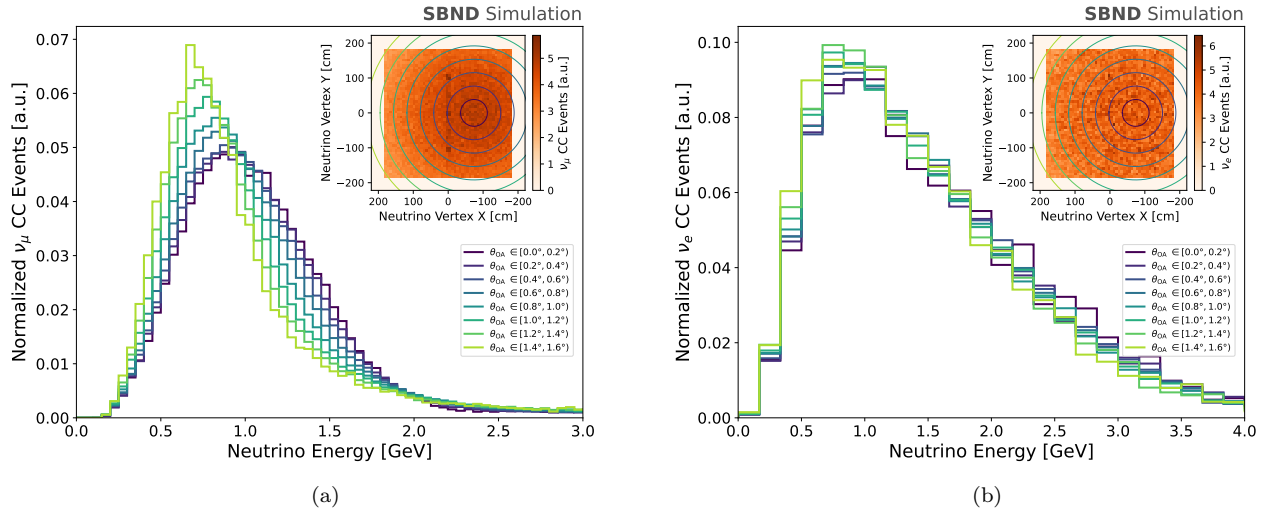 SBND Simulation
Normalized νμ CC Events [a.u.]
0.07
0.06
0.05
0.04
0.03
0.02
0.01
0.00
0.0 0.5 1.0 1.5 2.0 2.5 3.0
Neutrino Energy [GeV]
Neutrino Vertex Y [cm]
200
100
0
−100
−200
200 100 0 −100 −200
Neutrino Vertex X [cm]
5
4
3
2
1
0
νμ CC Events [a.u.]
θOA ∈ [0.0°, 0.2°)
θOA ∈ [0.2°, 0.4°)
θOA ∈ [0.4°, 0.6°)
θOA ∈ [0.6°, 0.8°)
θOA ∈ [0.8°, 1.0°)
θOA ∈ [1.0°, 1.2°)
θOA ∈ [1.2°, 1.4°)
θOA ∈ [1.4°, 1.6°)
(a)
SBND Simulation
Normalized νe CC Events [a.u.]
0.10
0.08
0.06
0.04
0.02
0.00
0.0 0.5 1.0 1.5 2.0 2.5 3.0 3.5 4.0
Neutrino Energy [GeV]
Neutrino Vertex Y [cm]
200
100
0
−100
−200
200 100 0 −100 −200
Neutrino Vertex X [cm]
6
5
4
3
2
1
0
νe CC Events [a.u.]
θOA ∈ [0.0°, 0.2°)
θOA ∈ [0.2°, 0.4°)
θOA ∈ [0.4°, 0.6°)
θOA ∈ [0.6°, 0.8°)
θOA ∈ [0.8°, 1.0°)
θOA ∈ [1.0°, 1.2°)
θOA ∈ [1.2°, 1.4°)
θOA ∈ [1.4°, 1.6°)
(b)